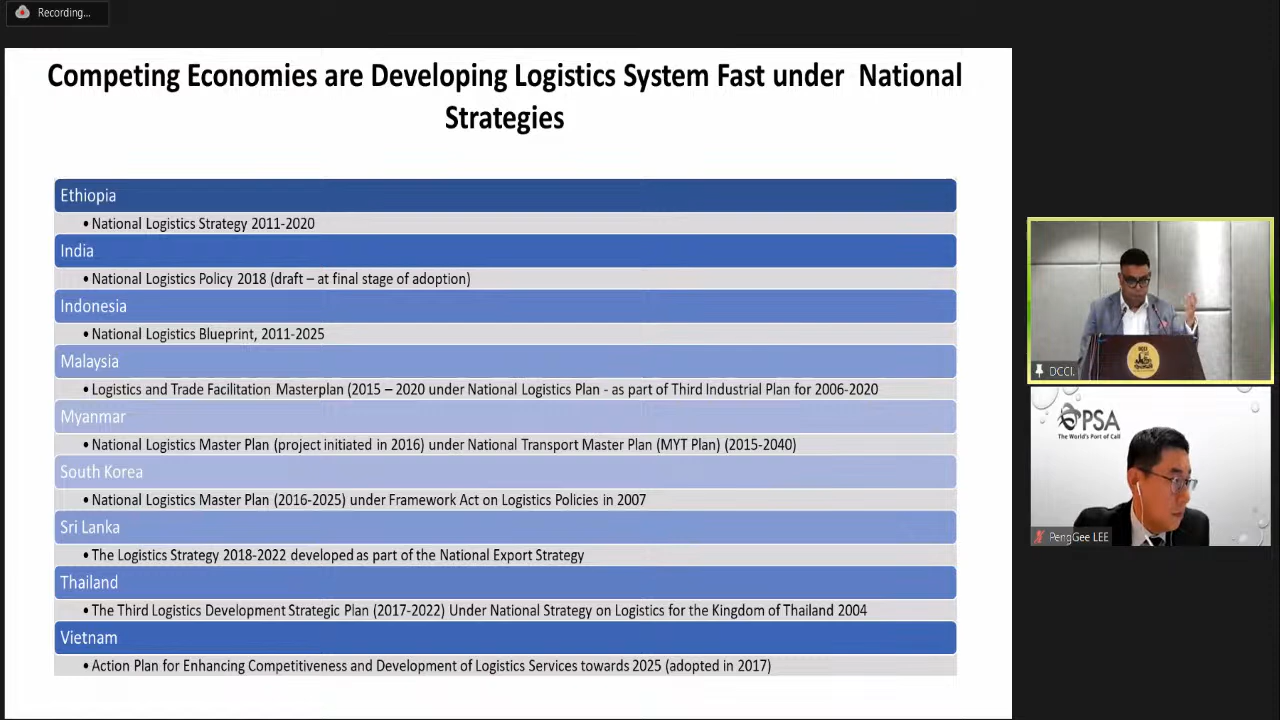 Recording...
Competing Economies are Developing Logistics System Fast under National
Strategies
Ethiopia
• National Logistics Strategy 2011-2020
India
• National Logistics Policy 2018 (draft – at final stage of adoption)
Indonesia
• National Logistics Blueprint, 2011-2025
Malaysia
• Logistics and Trade Facilitation Masterplan (2015 – 2020 under National Logistics Plan - as part of Third Industrial Plan for 2006-2020
Myanmar
• National Logistics Master Plan (project initiated in 2016) under National Transport Master Plan (MYT Plan) (2015-2040)
South Korea
• National Logistics Master Plan (2016-2025) under Framework Act on Logistics Policies in 2007
Sri Lanka
• The Logistics Strategy 2018-2022 developed as part of the National Export Strategy
Thailand
• The Third Logistics Development Strategic Plan (2017-2022) Under National Strategy on Logistics for the Kingdom of Thailand 2004
Vietnam
• Action Plan for Enhancing Competitiveness and Development of Logistics Services towards 2025 (adopted in 2017)
DCCI.
PSA
The World's Port of Call
PengGee LEE